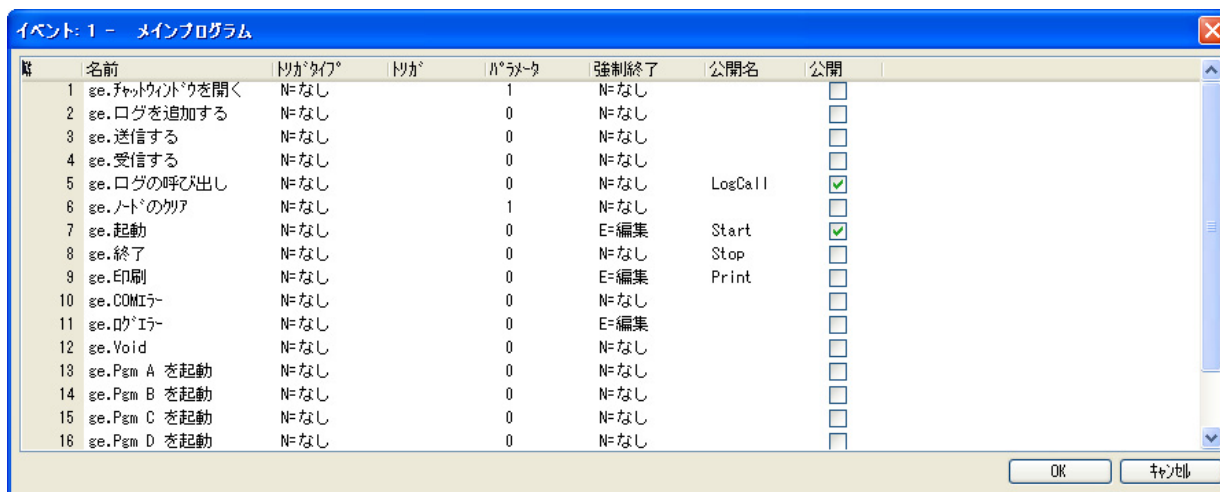 イベント: 1 - メインプログラム
# 名前 トリガタイプ トリガ パラメータ 強制終了 公開名 公開
1 ge.チャットウィンドウを開く N=なし 1 N=なし
2 ge.ログを追加する N=なし 0 N=なし
3 ge.送信する N=なし 0 N=なし
4 ge.受信する N=なし 0 N=なし
5 ge.ログの呼び出し N=なし 0 N=なし LogCall
6 ge.ノードのクリア N=なし 1 N=なし
7 ge.起動 N=なし 0 E=編集 Start
8 ge.終了 N=なし 0 N=なし Stop
9 ge.印刷 N=なし 0 E=編集 Print
10 ge.COMエラー N=なし 0 N=なし
11 ge.ログエラー N=なし 0 E=編集
12 ge.Void N=なし 0 N=なし
13 ge.Pgm A を起動 N=なし 0 N=なし
14 ge.Pgm B を起動 N=なし 0 N=なし
15 ge.Pgm C を起動 N=なし 0 N=なし
16 ge.Pgm D を起動 N=なし 0 N=なし
OK キャンセル